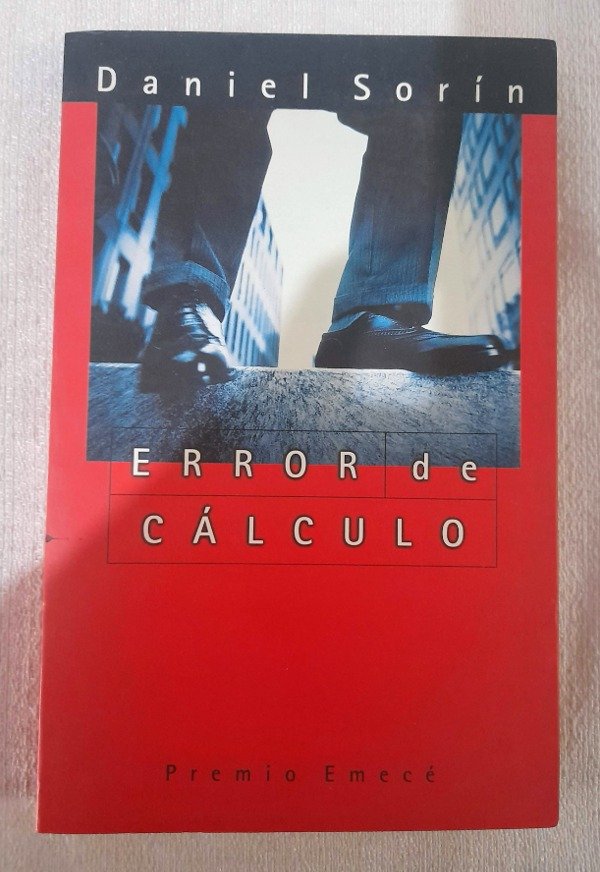 Daniel Sorín
ERROR de
CÁLCULO
Premio Emecé